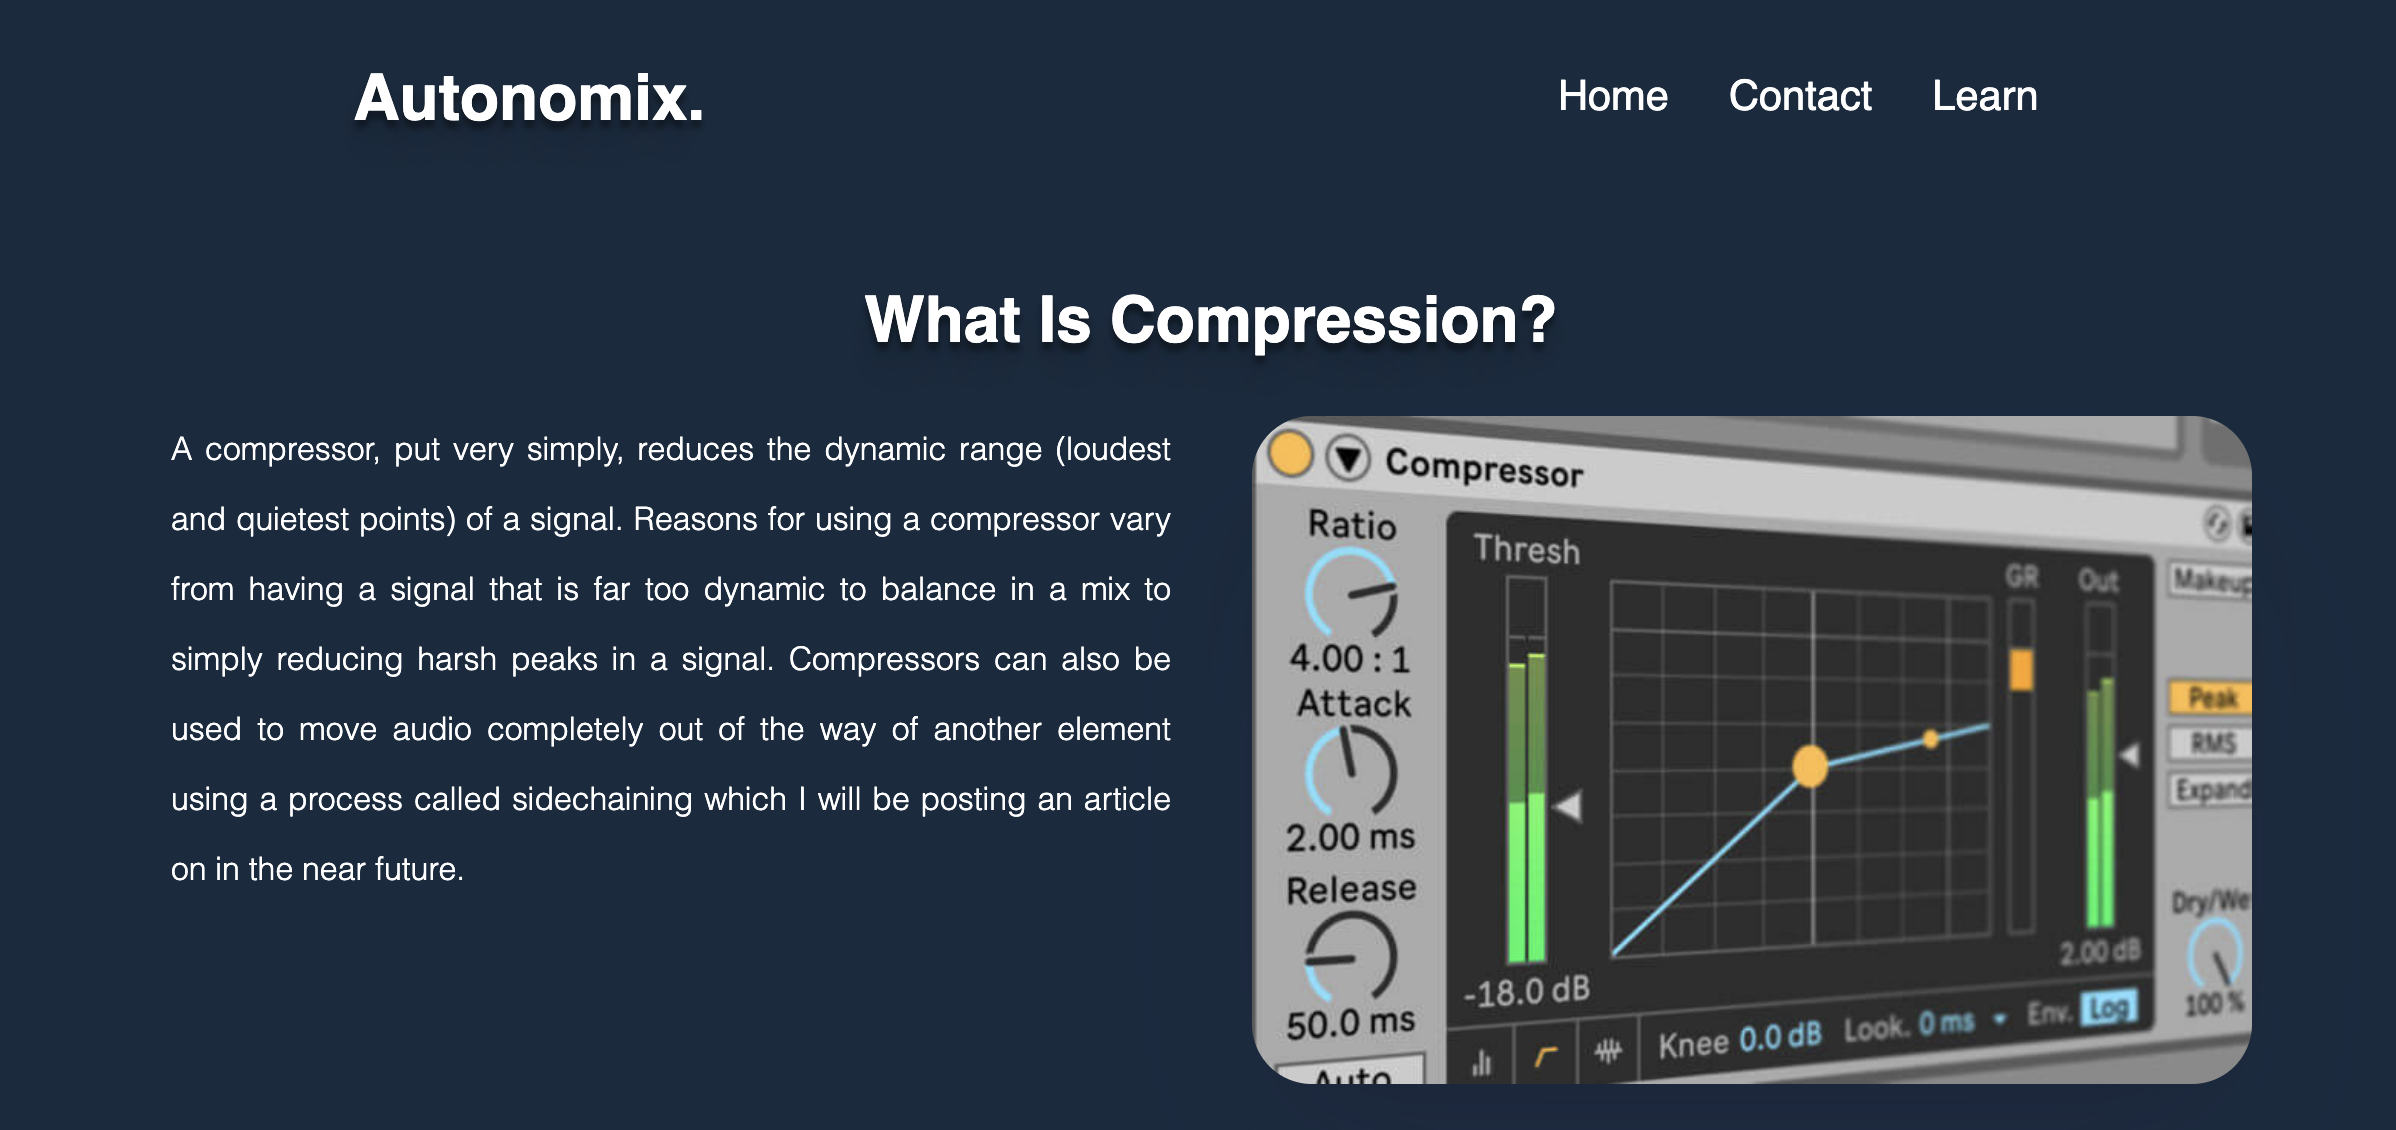 Autonomix.
Home Contact Learn
What Is Compression?
A compressor, put very simply, reduces the dynamic range (loudest
and quietest points) of a signal. Reasons for using a compressor vary
from having a signal that is far too dynamic to balance in a mix to
simply reducing harsh peaks in a signal. Compressors can also be
used to move audio completely out of the way of another element
using a process called sidechaining which I will be posting an article
on in the near future.
Compressor
Ratio
4.00 : 1
Attack
2.00 ms
Release
50.0 ms
Auto
Thresh
-18.0 dB
GR
Out
2.00 dB
Knee 0.0 dB Look. 0 ms Env. Log
Makeup
Peak
RMS
Expand
Dry/We
100 %